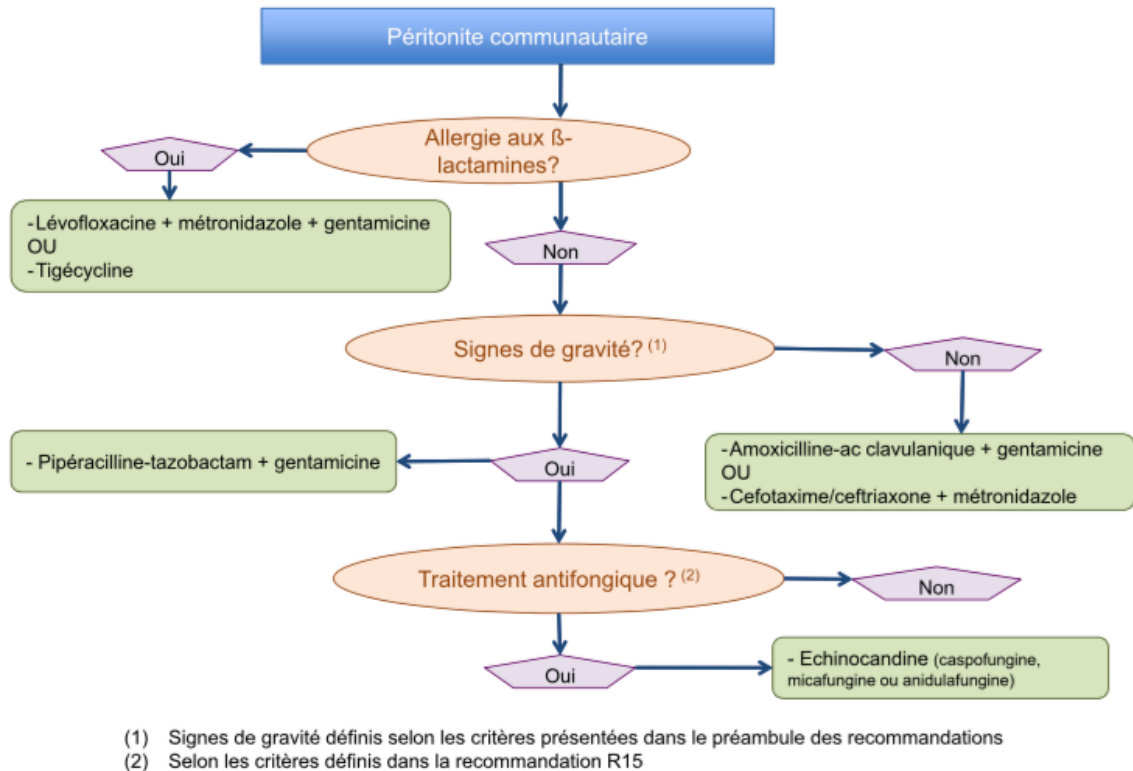 Péritonite communautaire
Allergie aux ß-
lactamines?
Oui
-Lévofloxacine + métronidazole + gentamicine
OU
-Tigécycline
Non
Signes de gravité? (1)
Non
-Amoxicilline-ac clavulanique + gentamicine
OU
-Cefotaxime/ceftriaxone + métronidazole
Oui
- Pipéracilline-tazobactam + gentamicine
Traitement antifongique ? (2)
Non
Oui
- Echinocandine (caspofungine,
micafungine ou anidulafungine)
(1) Signes de gravité définis selon les critères présentées dans le préambule des recommandations
(2) Selon les critères définis dans la recommandation R15